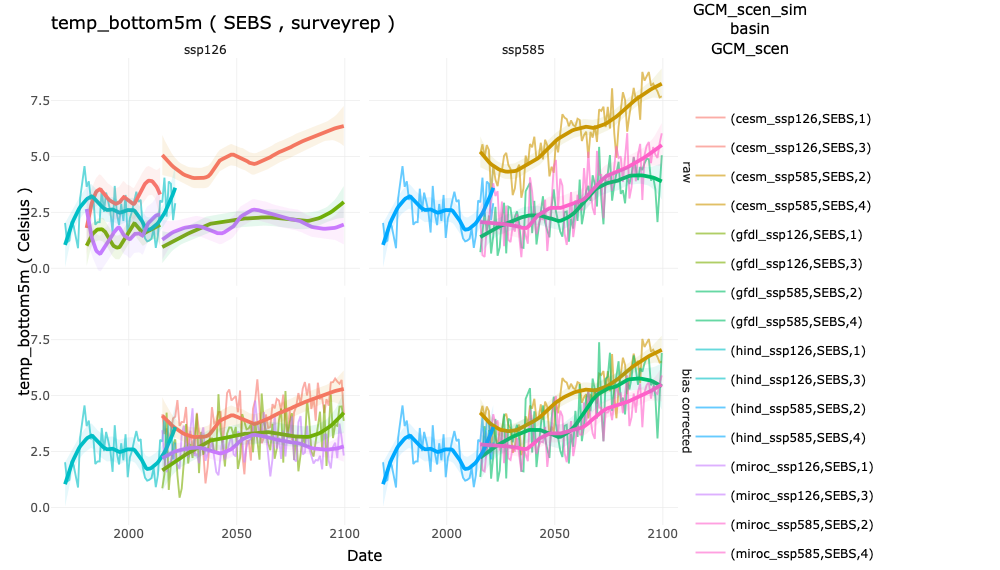 temp_bottom5m ( SEBS , surveyrep )
GCM_scen_sim
basin
GCM_scen
ssp126
ssp585
7.5
5.0
2.5
0.0
raw
7.5
5.0
2.5
0.0
bias corrected
temp_bottom5m ( Celsius )
2000
2050
2100
2000
2050
2100
Date
(cesm_ssp126,SEBS,1)
(cesm_ssp126,SEBS,3)
(cesm_ssp585,SEBS,2)
(cesm_ssp585,SEBS,4)
(gfdl_ssp126,SEBS,1)
(gfdl_ssp126,SEBS,3)
(gfdl_ssp585,SEBS,2)
(gfdl_ssp585,SEBS,4)
(hind_ssp126,SEBS,1)
(hind_ssp126,SEBS,3)
(hind_ssp585,SEBS,2)
(hind_ssp585,SEBS,4)
(miroc_ssp126,SEBS,1)
(miroc_ssp126,SEBS,3)
(miroc_ssp585,SEBS,2)
(miroc_ssp585,SEBS,4)